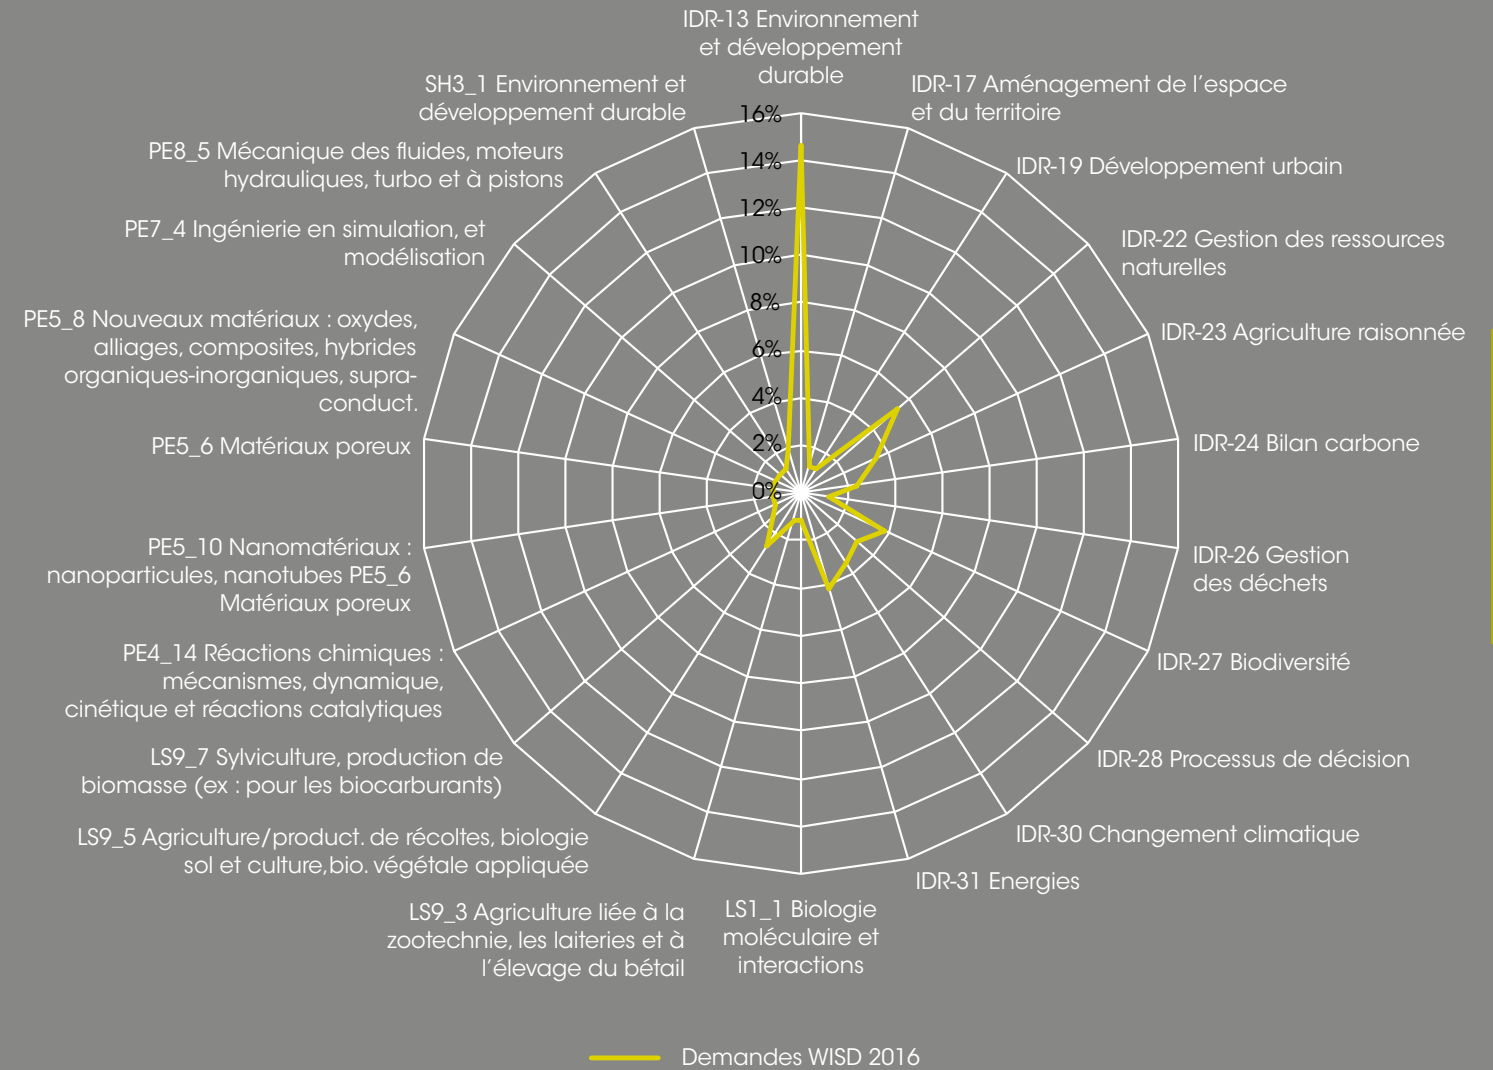 IDR-13 Environnement
et développement
durable
IDR-17 Aménagement de l'espace
et du territoire
IDR-19 Développement urbain
IDR-22 Gestion des ressources
naturelles
IDR-23 Agriculture raisonnée
IDR-24 Bilan carbone
IDR-26 Gestion
des déchets
IDR-27 Biodiversité
IDR-28 Processus de décision
IDR-30 Changement climatique
IDR-31 Energies
LS1_1 Biologie
moléculaire et
interactions
LS9_3 Agriculture liée à la
zootechnie, les laiteries et à
l'élevage du bétail
LS9_5 Agriculture/product. de récoltes, biologie
sol et culture,bio. végétale appliquée
LS9_7 Sylviculture, production de
biomasse (ex : pour les biocarburants)
PE4_14 Réactions chimiques :
mécanismes, dynamique,
cinétique et réactions catalytiques
PE5_10 Nanomatériaux :
nanoparticules, nanotubes PE5_6
Matériaux poreux
PE5_6 Matériaux poreux
PE5_8 Nouveaux matériaux : oxydes,
alliages, composites, hybrides
organiques-inorganiques, supra-
conduct.
PE7_4 Ingénierie en simulation, et
modélisation
PE8_5 Mécanique des fluides, moteurs
hydrauliques, turbo et à pistons
SH3_1 Environnement et
développement durable
16%
14%
12%
10%
8%
6%
4%
2%
0%
Demandes WISD 2016